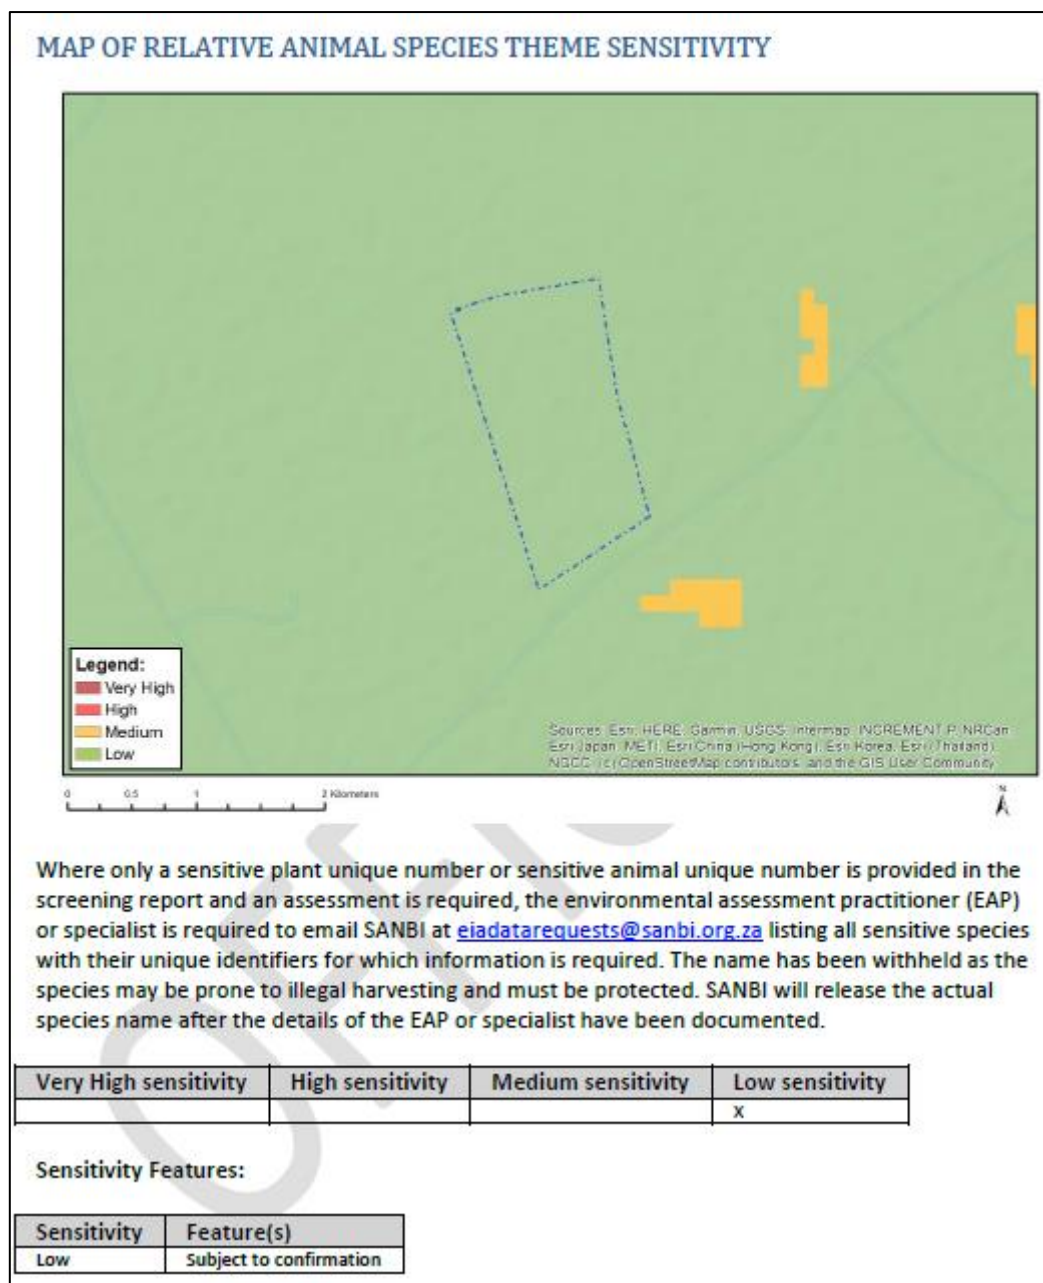 MAP OF RELATIVE ANIMAL SPECIES THEME SENSITIVITY
Legend:
Very High
High
Medium
Low
Sources: Esri, HERE, Garmin, USGS, Intermap, INCREMENT P, NRCan,
Esri Japan, METI, Esri China (Hong Kong), Esri Korea, Esri (Thailand),
NGCC, (c) OpenStreetMap contributors, and the GIS User Community
0 0.5 1 2 Kilometers
N
Where only a sensitive plant unique number or sensitive animal unique number is provided in the
screening report and an assessment is required, the environmental assessment practitioner (EAP)
or specialist is required to email SANBI at eiadatarequests@sanbi.org.za listing all sensitive species
with their unique identifiers for which information is required. The name has been withheld as the
species may be prone to illegal harvesting and must be protected. SANBI will release the actual
species name after the details of the EAP or specialist have been documented.
Very High sensitivity High sensitivity Medium sensitivity Low sensitivity
X
Sensitivity Features:
Sensitivity Feature(s)
Low Subject to confirmation